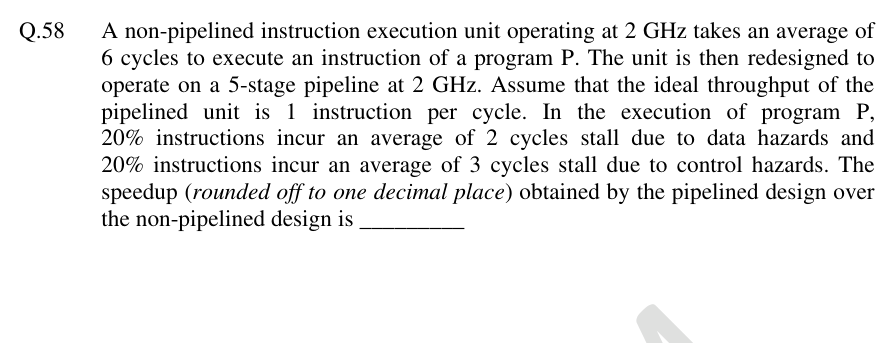 Q.58 A non-pipelined instruction execution unit operating at 2 GHz takes an average of
6 cycles to execute an instruction of a program P. The unit is then redesigned to
operate on a 5-stage pipeline at 2 GHz. Assume that the ideal throughput of the
pipelined unit is 1 instruction per cycle. In the execution of program P,
20% instructions incur an average of 2 cycles stall due to data hazards and
20% instructions incur an average of 3 cycles stall due to control hazards. The
speedup (rounded off to one decimal place) obtained by the pipelined design over
the non-pipelined design is _________